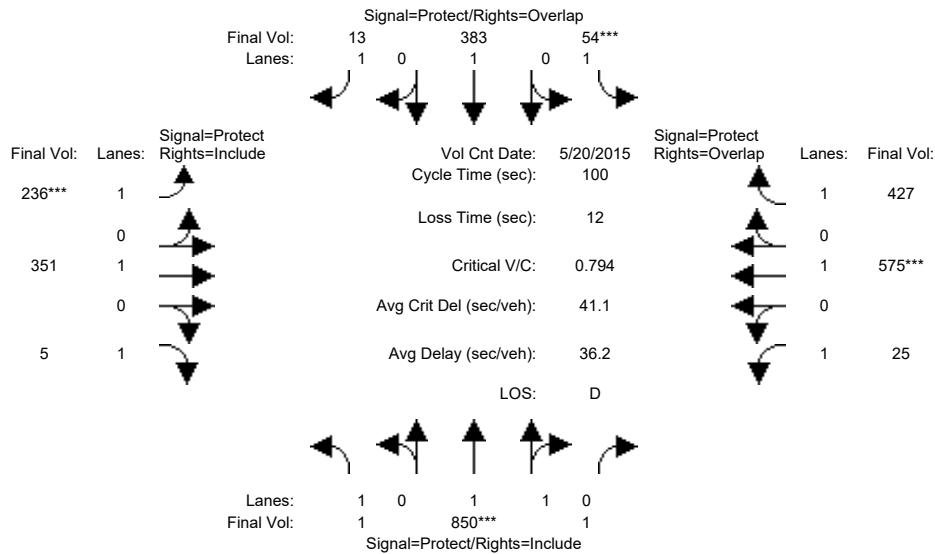 Signal=Protect/Rights=Overlap
Final Vol: 13 383 54***
Lanes: 1 0 1 0 1
Signal=Protect
Final Vol: Lanes: Rights=Include
Vol Cnt Date: 5/20/2015
Signal=Protect
Rights=Overlap Lanes: Final Vol:
Cycle Time (sec): 100
236*** 1
1 427
Loss Time (sec): 12
0
0
351 1
Critical V/C: 0.794
1 575***
0
Avg Crit Del (sec/veh): 41.1
0
5 1
Avg Delay (sec/veh): 36.2
1 25
LOS: D
Lanes: 1 0 1 1 0
Final Vol: 1 850*** 1
Signal=Protect/Rights=Include